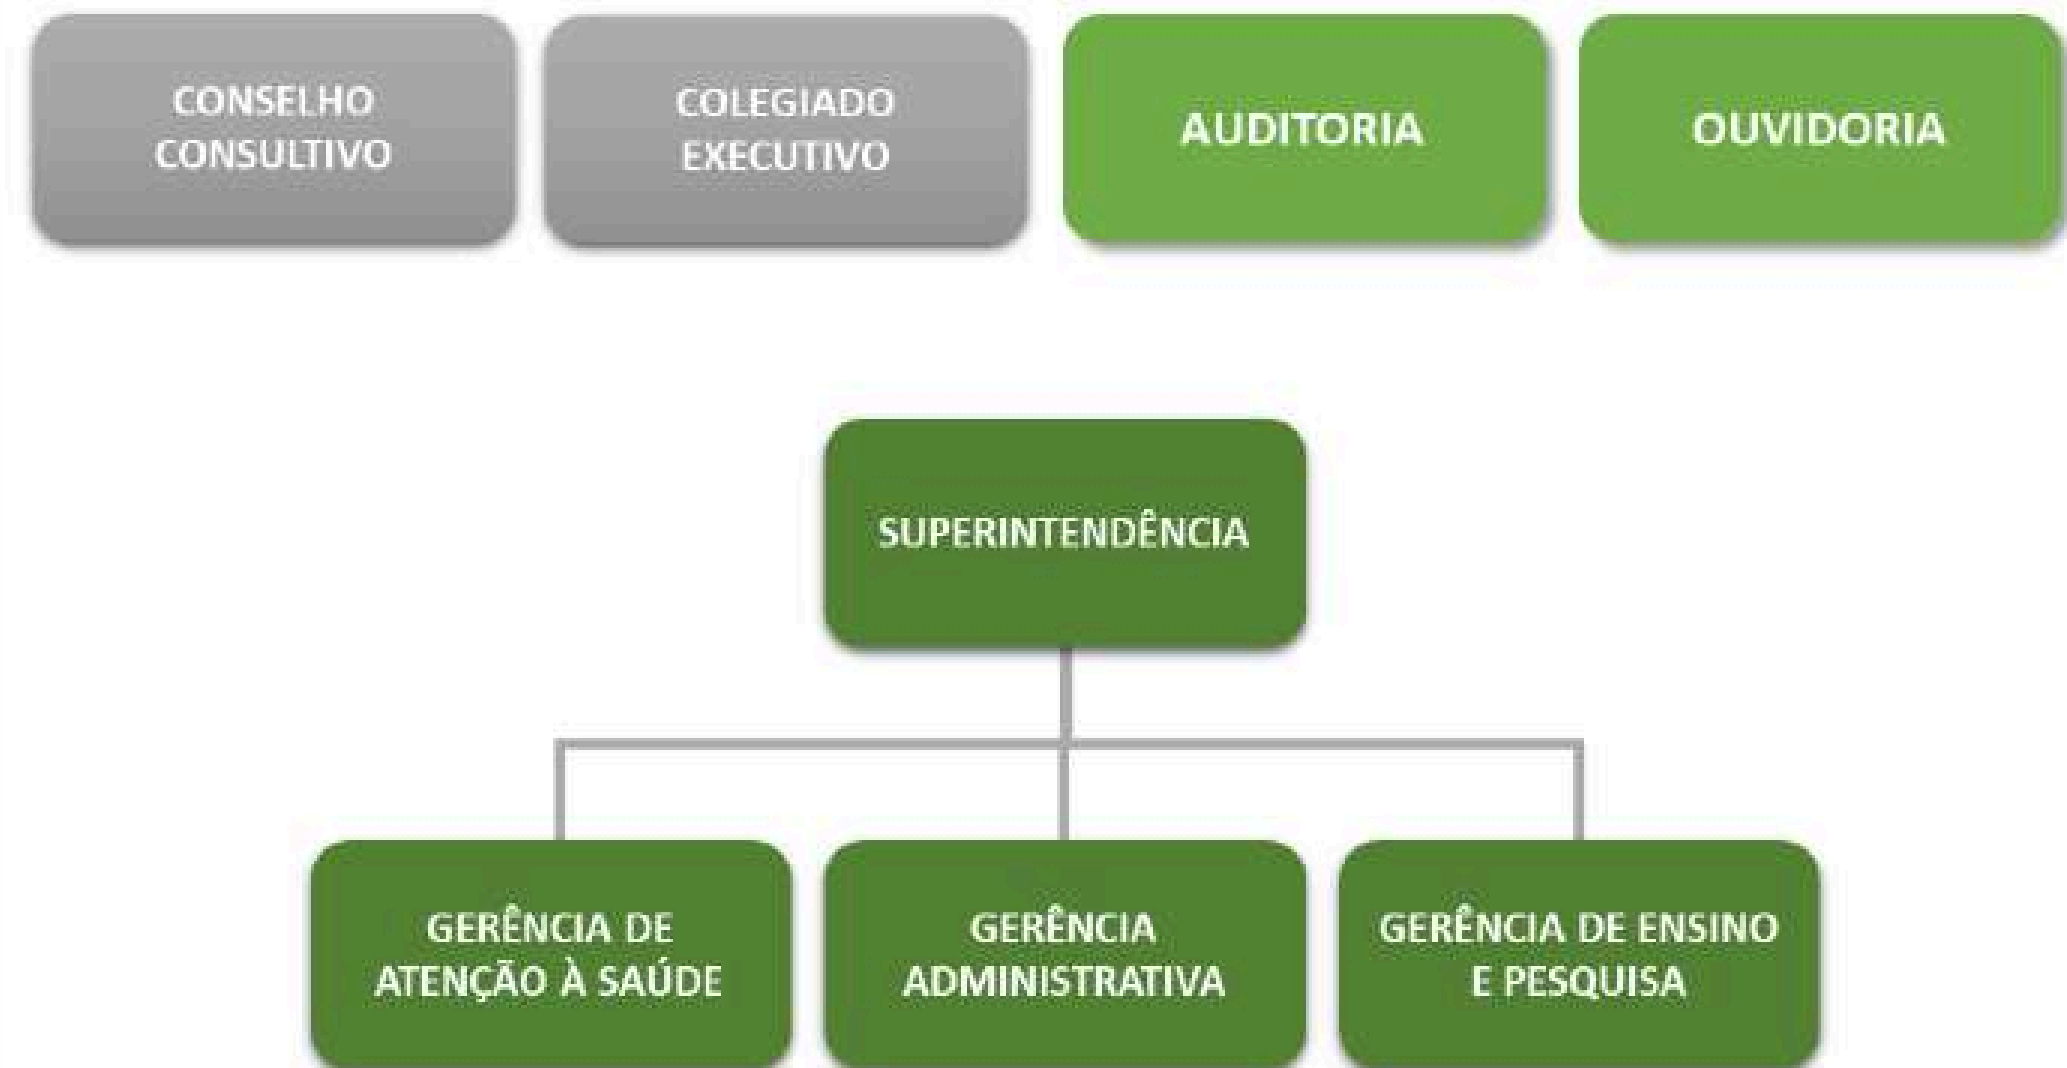 CONSELHO
CONSULTIVO
COLEGIADO
EXECUTIVO
AUDITORIA
OUVIDORIA
SUPERINTENDÊNCIA
GERÊNCIA DE
ATENÇÃO À SAÚDE
GERÊNCIA
ADMINISTRATIVA
GERÊNCIA DE ENSINO
E PESQUISA